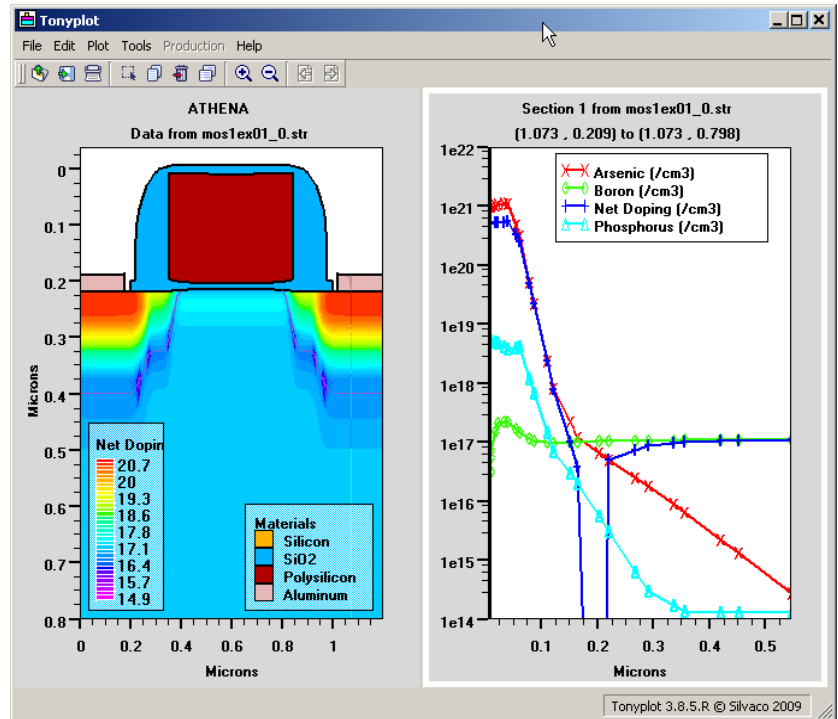 Tonyplot
File Edit Plot Tools Production Help
ATHENA
Data from mos1ex01_0.str
0
0.1
0.2
0.3
0.4
0.5
0.6
0.7
0.8
Microns
0 0.2 0.4 0.6 0.8 1
Microns
Net Dopin
20.7
20
19.3
18.6
17.8
17.1
16.4
15.7
14.9
Materials
Silicon
SiO2
Polysilicon
Aluminum
Section 1 from mos1ex01_0.str
(1.073 , 0.209) to (1.073 , 0.798)
1e22
1e21
1e20
1e19
1e18
1e17
1e16
1e15
1e14
Arsenic (/cm3)
Boron (/cm3)
Net Doping (/cm3)
Phosphorus (/cm3)
0.1 0.2 0.3 0.4 0.5
Microns
Tonyplot 3.8.5.R © Silvaco 2009